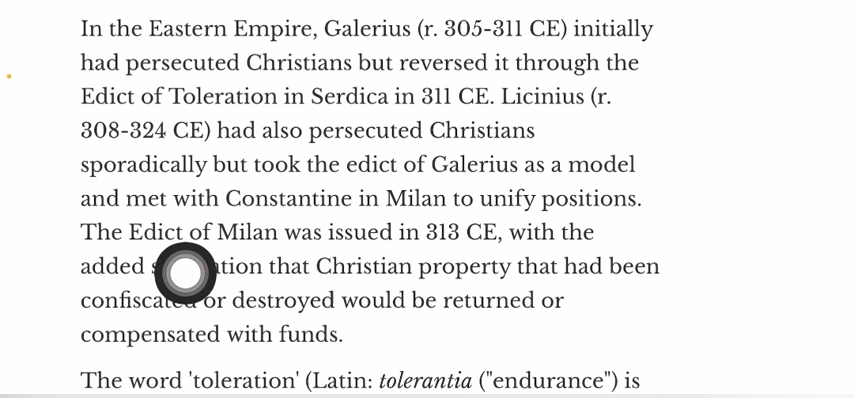 In the Eastern Empire, Galerius (r. 305-311 CE) initially
had persecuted Christians but reversed it through the
Edict of Toleration in Serdica in 311 CE. Licinius (r.
308-324 CE) had also persecuted Christians
sporadically but took the edict of Galerius as a model
and met with Constantine in Milan to unify positions.
The Edict of Milan was issued in 313 CE, with the
added that Christian property that had been
confiscated or destroyed would be returned or
compensated with funds.
The word 'toleration' (Latin: tolerantia ("endurance") is